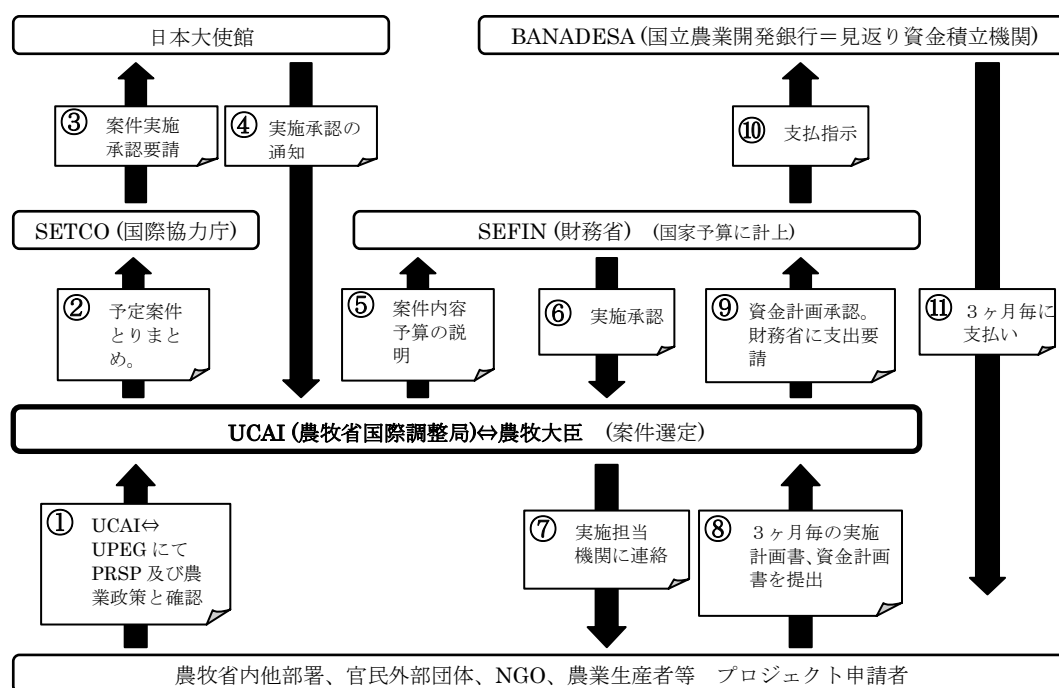 日本大使館
BANADESA (国立農業開発銀行＝見返り資金積立機関)
③ 案件実施
承認要請
④ 実施承認の
通知
⑩ 支払指示
SETCO (国際協力庁)
SEFIN (財務省) (国家予算に計上)
② 予定案件
とりまと
め。
⑤ 案件内容
予算の説
明
⑥ 実施承認
⑨ 資金計画承認。
財務省に支出要
請
⑪ ３ヶ月毎に
支払い
UCAI (農牧省国際調整局)⇔農牧大臣 (案件選定)
① UCAI⇔
UPEG にて
PRSP 及び農
業政策と確認
⑦ 実施担当
機関に連絡
⑧ ３ヶ月毎の実施
計画書、資金計画
書を提出
農牧省内他部署、官民外部団体、NGO、農業生産者等 プロジェクト申請者